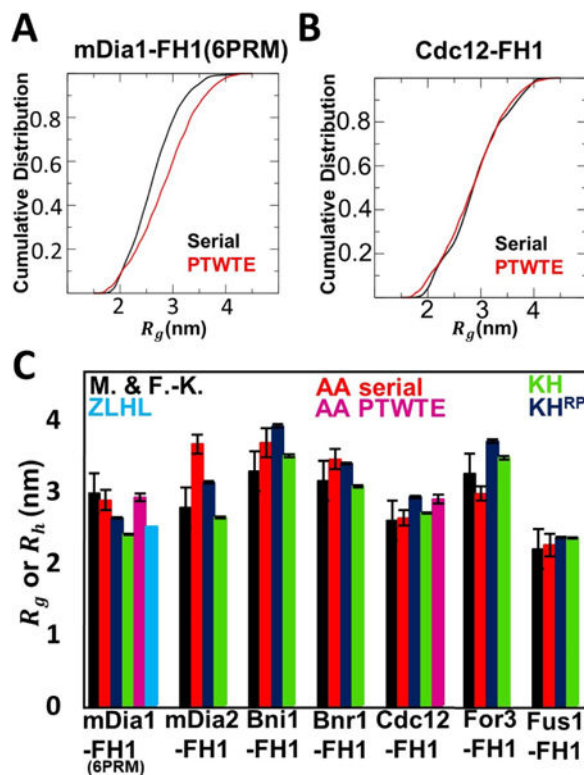 A
mDia1-FH1(6PRM)
Cumulative Distribution
0.8
0.6
0.4
0.2
Serial
PTWTE
2 3 4
Rg(nm)
B
Cdc12-FH1
Cumulative Distribution
0.8
0.6
0.4
0.2
Serial
PTWTE
2 3 4
Rg(nm)
C
M. & F.-K. AA serial KH
ZLHL AA PTWTE KHRP
Rg or Rh (nm)
4
3
2
1
0
mDia1 mDia2 Bni1 Bnr1 Cdc12 For3 Fus1
-FH1 -FH1 -FH1 -FH1 -FH1 -FH1 -FH1
(6PRM)